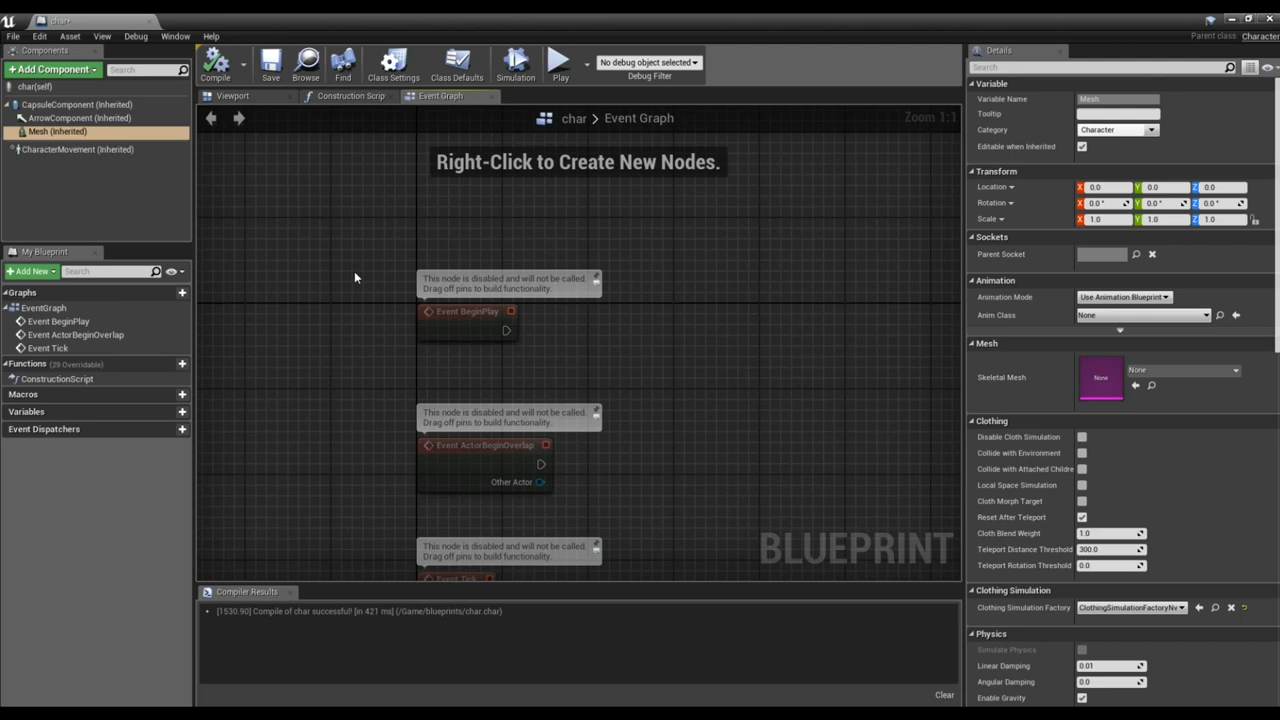 char*
File Edit Asset View Debug Window Help
Parent class: Character
Components
+Add Component
Search
char(self)
CapsuleComponent (Inherited)
ArrowComponent (Inherited)
Mesh (Inherited)
CharacterMovement (Inherited)
My Blueprint
+Add New
Search
Graphs
EventGraph
Event BeginPlay
Event ActorBeginOverlap
Event Tick
Functions (29 Overridable)
ConstructionScript
Macros
Variables
Event Dispatchers
Compile Save Browse Find Class Settings Class Defaults Simulation Play
No debug object selected
Debug Filter
Viewport
Construction Scrip
Event Graph
char > Event Graph
Zoom 1:1
Right-Click to Create New Nodes.
This node is disabled and will not be called.
Drag off pins to build functionality.
Event BeginPlay
This node is disabled and will not be called.
Drag off pins to build functionality.
Event ActorBeginOverlap
Other Actor
This node is disabled and will not be called.
Drag off pins to build functionality.
Event Tick
BLUEPRINT
Compiler Results
[1530.90] Compile of char successful! [in 421 ms] (/Game/blueprints/char.char)
Clear
Details
Search
Variable
Variable Name Mesh
Tooltip
Category Character
Editable when Inherited
Transform
Location X 0.0 Y 0.0 Z 0.0
Rotation X 0.0 ° Y 0.0 ° Z 0.0 °
Scale X 1.0 Y 1.0 Z 1.0
Sockets
Parent Socket
Animation
Animation Mode Use Animation Blueprint
Anim Class None
Mesh
Skeletal Mesh None None
Clothing
Disable Cloth Simulation
Collide with Environment
Collide with Attached Childre
Local Space Simulation
Cloth Morph Target
Reset After Teleport
Cloth Blend Weight 1.0
Teleport Distance Threshold 300.0
Teleport Rotation Threshold 0.0
Clothing Simulation
Clothing Simulation Factory ClothingSimulationFactoryNv
Physics
Simulate Physics
Linear Damping 0.01
Angular Damping 0.0
Enable Gravity